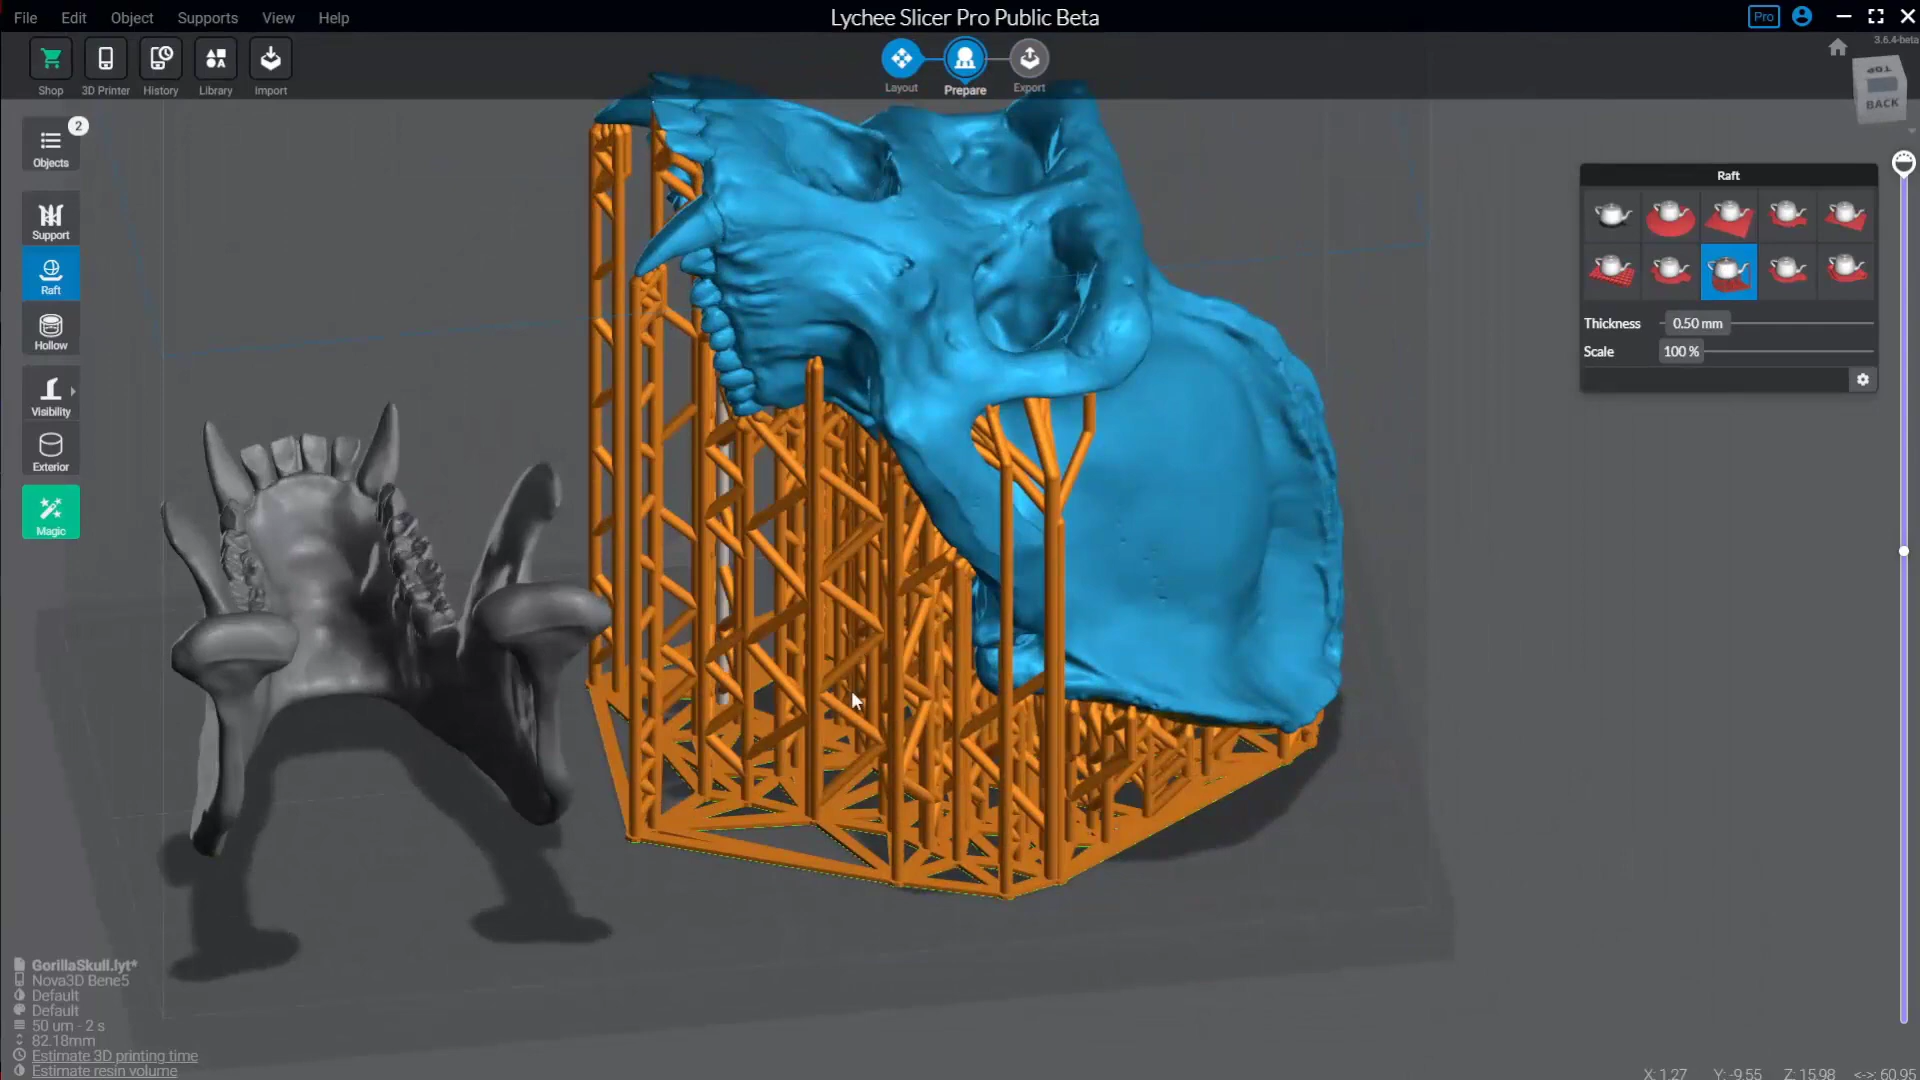 File Edit Object Supports View Help
Lychee Slicer Pro Public Beta
Pro
3.6.4-beta
Shop 3D Printer History Library Import
Layout Prepare Export
TOP
BACK
2
Objects
Support
Raft
Hollow
Visibility
Exterior
Magic
Raft
Thickness 0.50 mm
Scale 100 %
GorillaSkull.lyt*
Nova3D Bene5
Default
Default
50 um - 2 s
82.18mm
Estimate 3D printing time
Estimate resin volume
X: 1.27 Y: -9.55 Z: 15.98 <-> 60.95